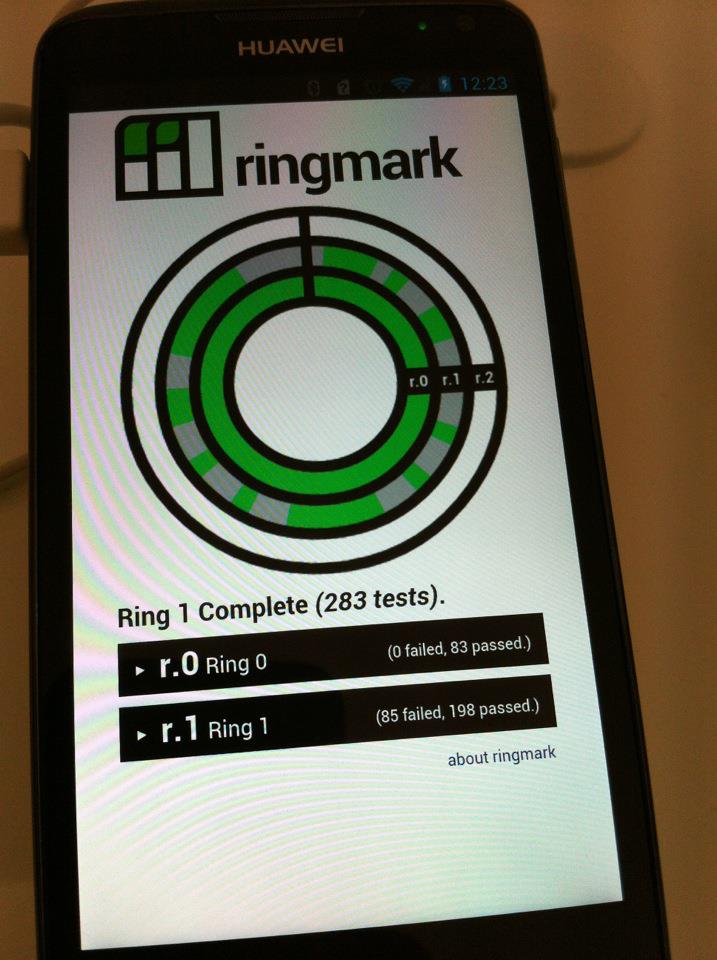 HUAWEI
12:23
ringmark
r.0 r.1 r.2
Ring 1 Complete (283 tests).
r.0 Ring 0 (0 failed, 83 passed.)
r.1 Ring 1 (85 failed, 198 passed.)
about ringmark